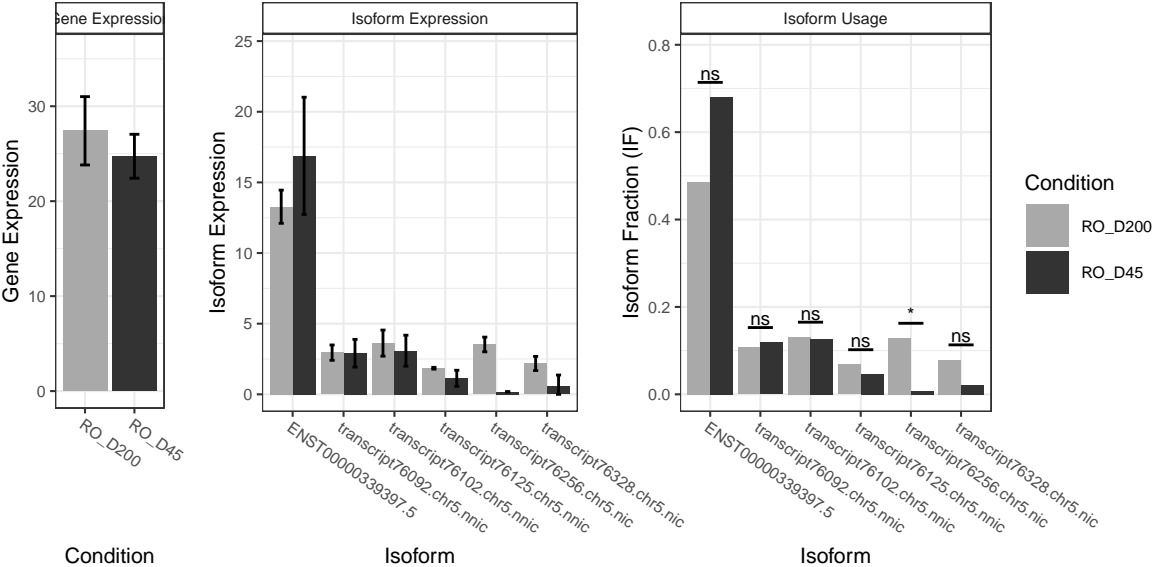 Gene Expression
Isoform Expression
Isoform Usage
Gene Expression
30
20
10
0
RO_D200
RO_D45
Condition
Isoform Expression
25
20
15
10
5
0
ENST00000339397.5
transcript76092.chr5.nnic
transcript76102.chr5.nnic
transcript76125.chr5.nnic
transcript76256.chr5.nic
transcript76328.chr5.nic
Isoform
Isoform Fraction (IF)
0.8
0.6
0.4
0.2
0.0
ns
ns
ns
ns
*
ns
ENST00000339397.5
transcript76092.chr5.nnic
transcript76102.chr5.nnic
transcript76125.chr5.nnic
transcript76256.chr5.nic
transcript76328.chr5.nic
Isoform
Condition
RO_D200
RO_D45